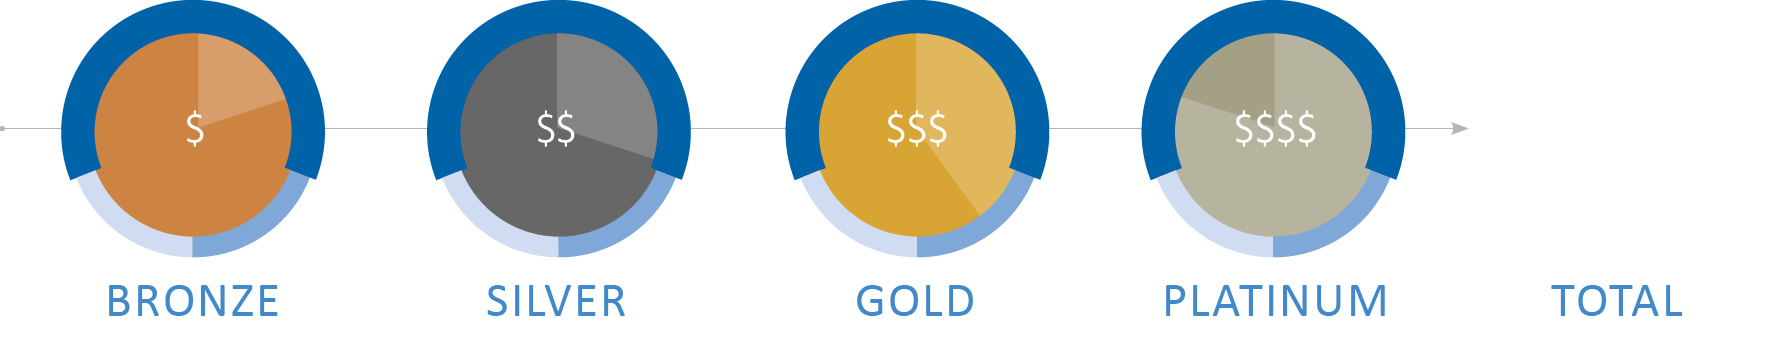 $ $$ $$$ $$$$
BRONZE SILVER GOLD PLATINUM TOTAL